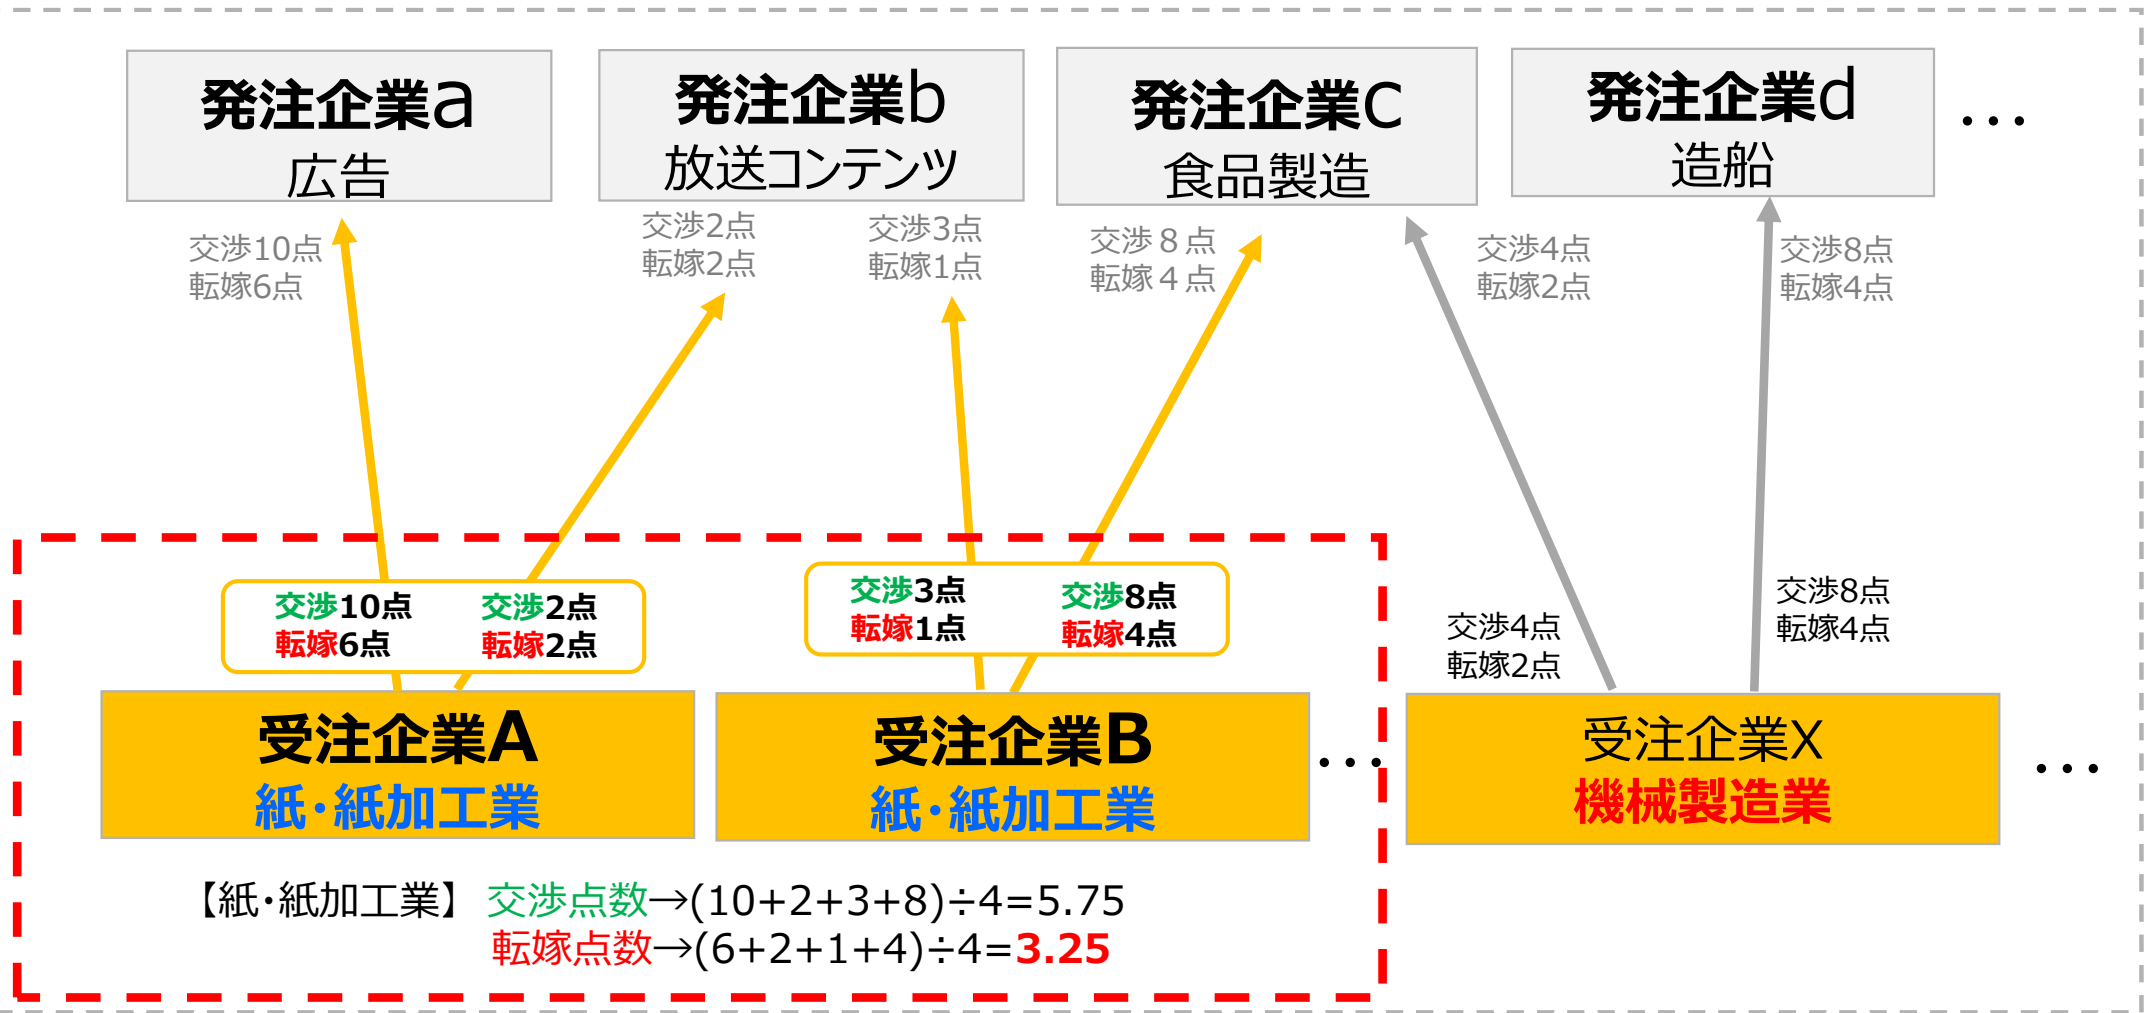 発注企業a
広告
発注企業b
放送コンテンツ
発注企業c
食品製造
発注企業d
造船
…
交渉10点
転嫁6点
交渉2点
転嫁2点
交渉3点
転嫁1点
交渉８点
転嫁４点
交渉4点
転嫁2点
交渉8点
転嫁4点
交渉10点
転嫁6点
交渉2点
転嫁2点
交渉3点
転嫁1点
交渉8点
転嫁4点
交渉4点
転嫁2点
交渉8点
転嫁4点
受注企業A
紙・紙加工業
受注企業B
紙・紙加工業
…
受注企業X
機械製造業
…
【紙・紙加工業】 交渉点数→(10+2+3+8)÷4=5.75
転嫁点数→(6+2+1+4)÷4=3.25